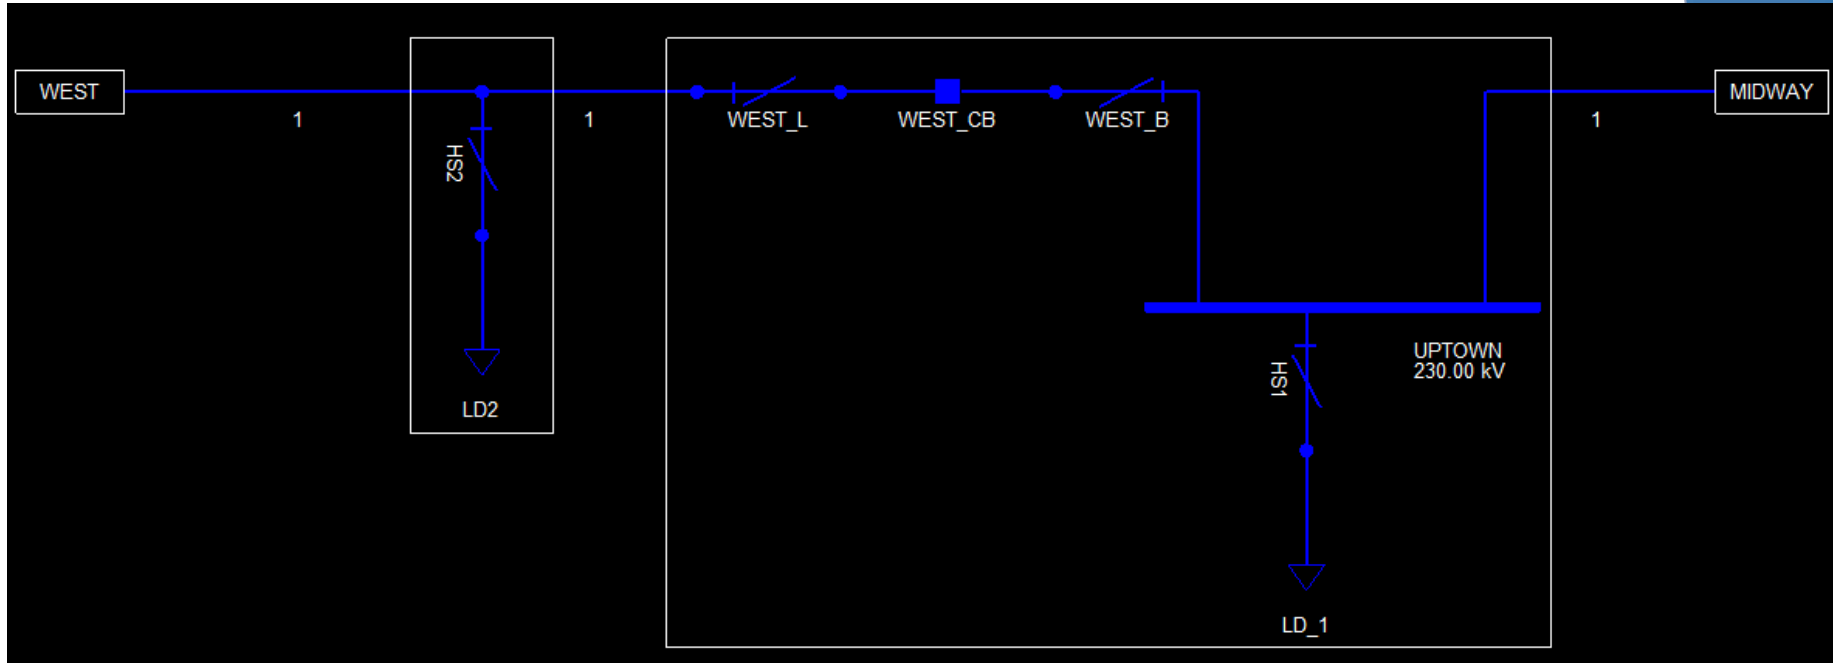 WEST
MIDWAY
1
1
WEST_L
WEST_CB
WEST_B
1
HS2
UPTOWN
230.00 kV
HS1
LD2
LD_1